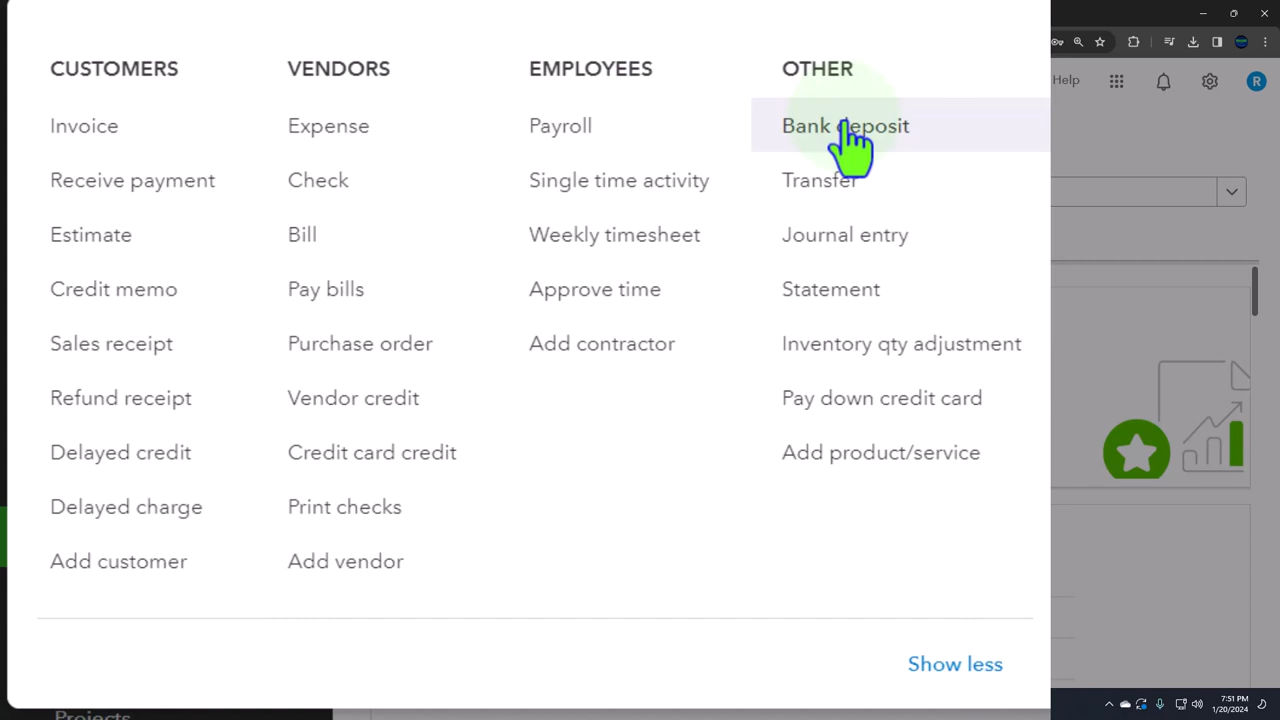 CUSTOMERS
Invoice
Receive payment
Estimate
Credit memo
Sales receipt
Refund receipt
Delayed credit
Delayed charge
Add customer
VENDORS
Expense
Check
Bill
Pay bills
Purchase order
Vendor credit
Credit card credit
Print checks
Add vendor
EMPLOYEES
Payroll
Single time activity
Weekly timesheet
Approve time
Add contractor
OTHER
Bank deposit
Transfer
Journal entry
Statement
Inventory qty adjustment
Pay down credit card
Add product/service
Show less
Help
R
Projects
7:51 PM
1/20/2024